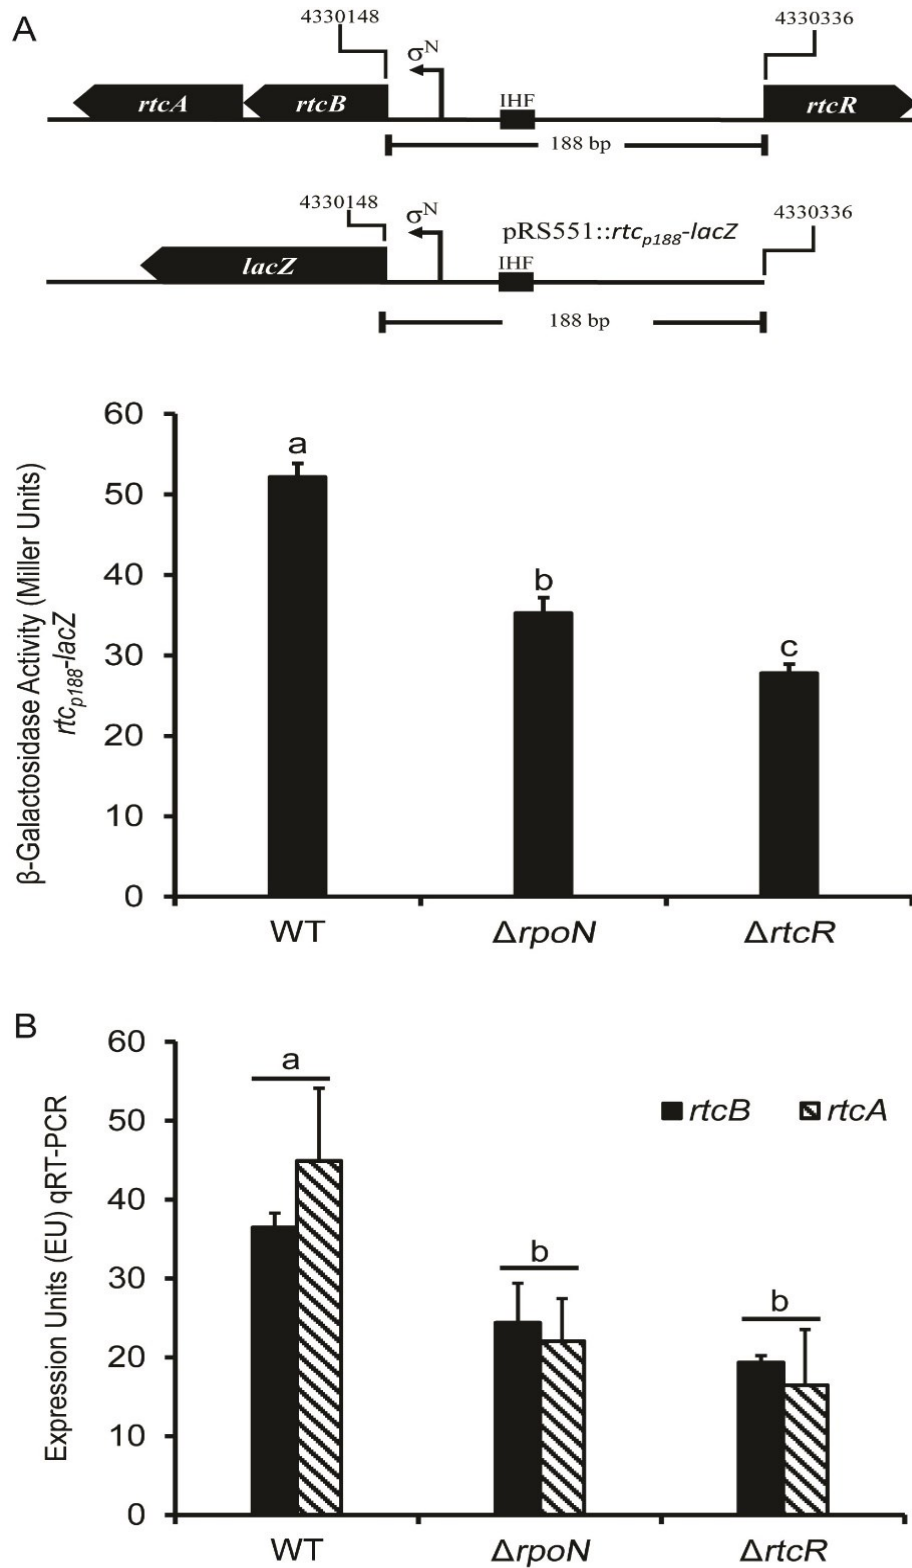 A
4330148
4330336
σN
rtcA
rtcB
IHF
rtcR
188 bp
4330148
σN
pRS551::rtcp188-lacZ
4330336
lacZ
IHF
188 bp
β-Galactosidase Activity (Miller Units)
rtcp188-lacZ
60
50
40
30
20
10
0
a
b
c
WT
ΔrpoN
ΔrtcR
B
Expression Units (EU) qRT-PCR
60
50
40
30
20
10
0
a
b
b
rtcB
rtcA
WT
ΔrpoN
ΔrtcR